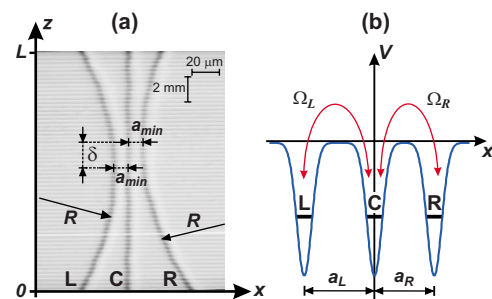 (a)
(b)
z
L
20 μm
2 mm
a_min
δ
a_min
R
R
L C R
0
x
V
Ω_L
Ω_R
x
L
C
R
a_L
a_R